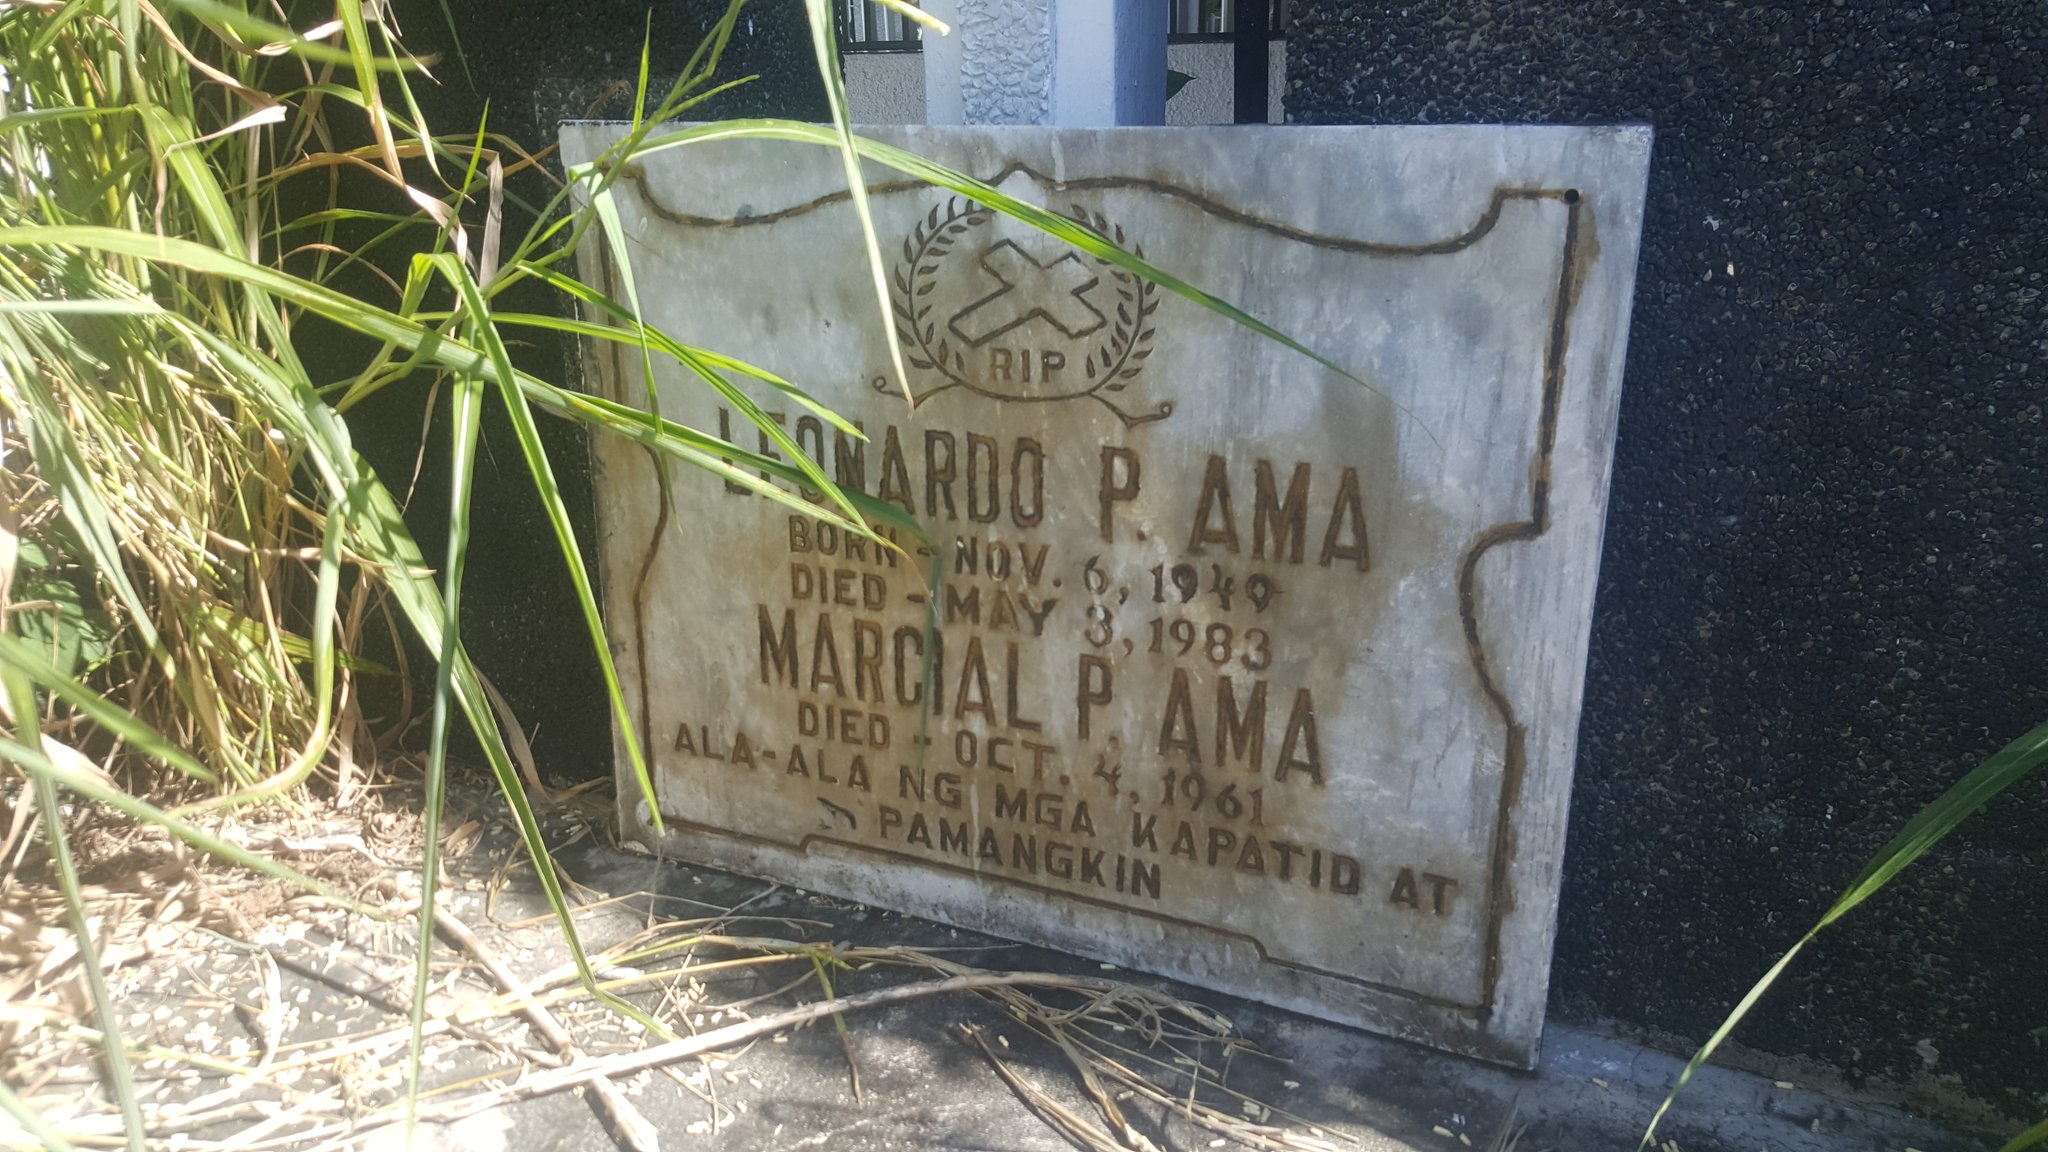 RIP
LEONARDO P. AMA
BORN - NOV. 6, 1949
DIED - MAY 3, 1983
MARCIAL P. AMA
DIED - OCT. 4, 1961
ALA-ALA NG MGA KAPATID AT
PAMANGKIN